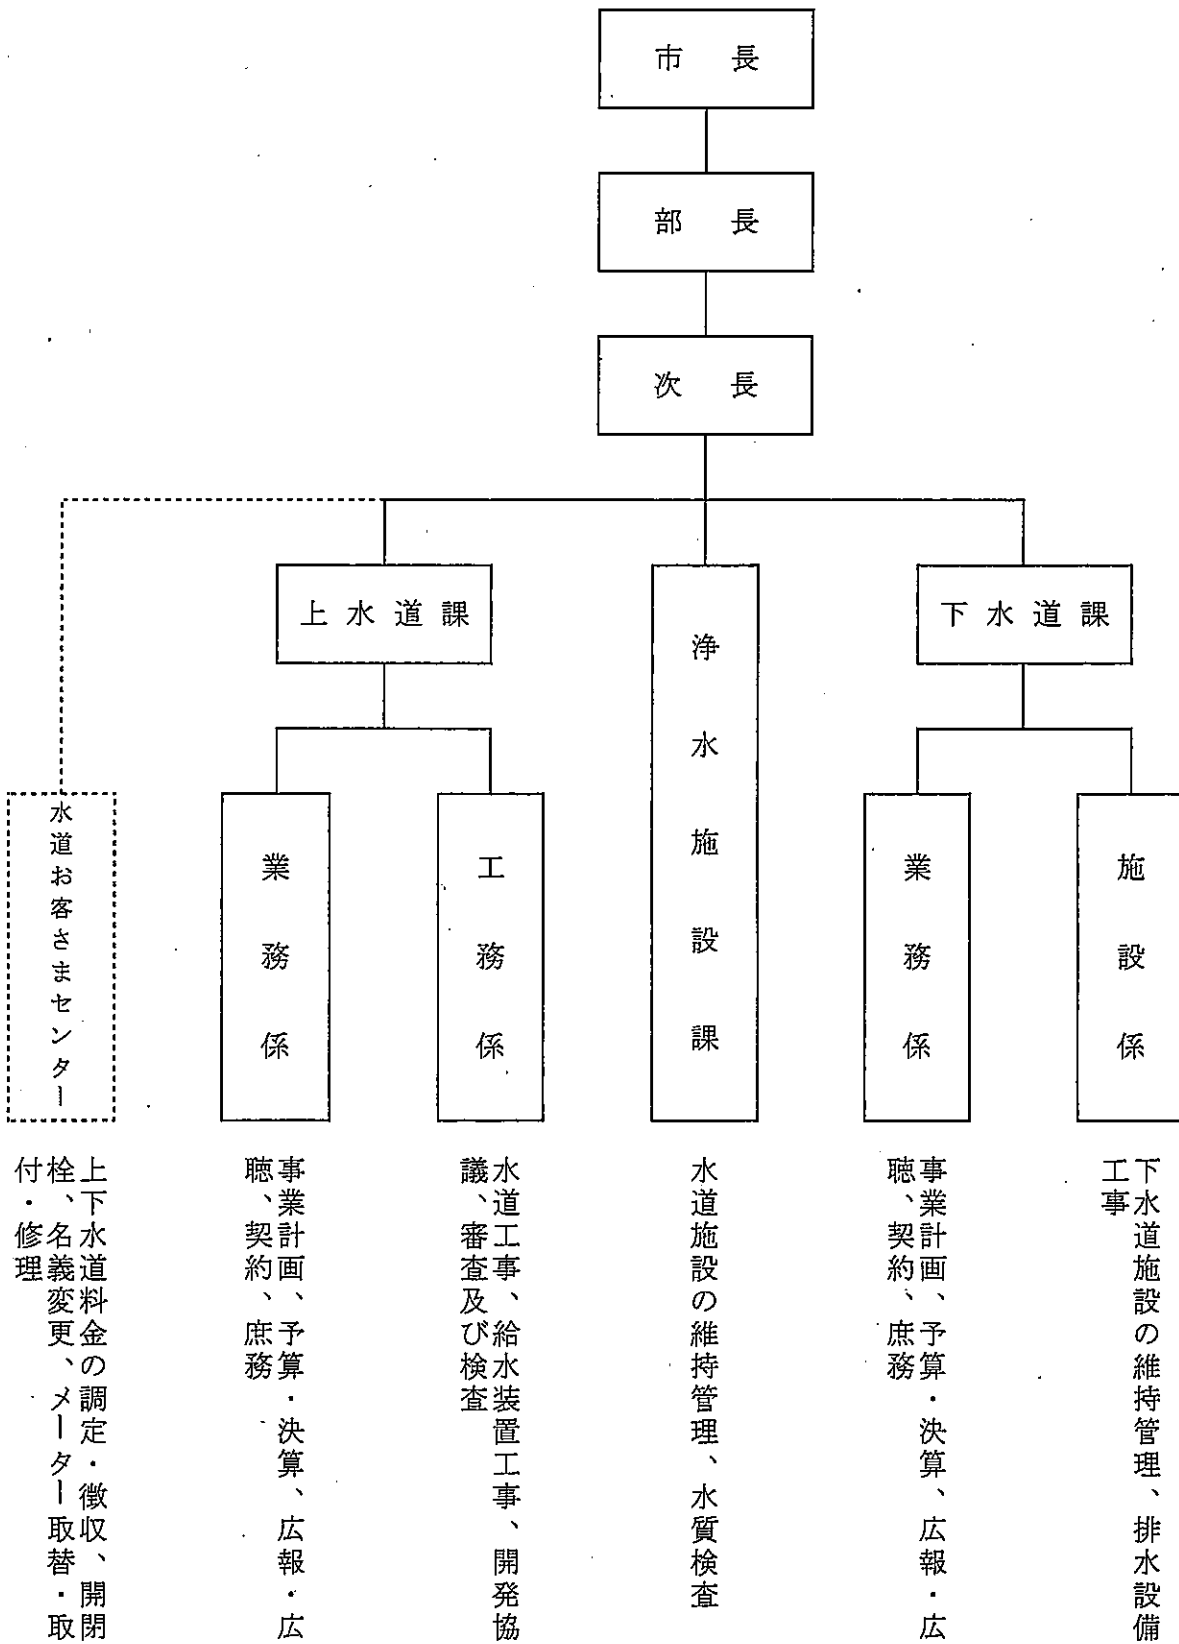 市長
部長
次長
上水道課
浄水施設課
下水道課
水道お客さまセンター
業務係
工務係
業務係
施設係
上下水道料金の調定・徴収、開閉
栓、名義変更、メーター取替・取
付・修理
事業計画、予算・決算、広報・広
聴、契約、庶務
水道工事、給水装置工事、開発協
議、審査及び検査
水道施設の維持管理、水質検査
事業計画、予算・決算、広報・広
聴、契約、庶務
下水道施設の維持管理、排水設備
工事